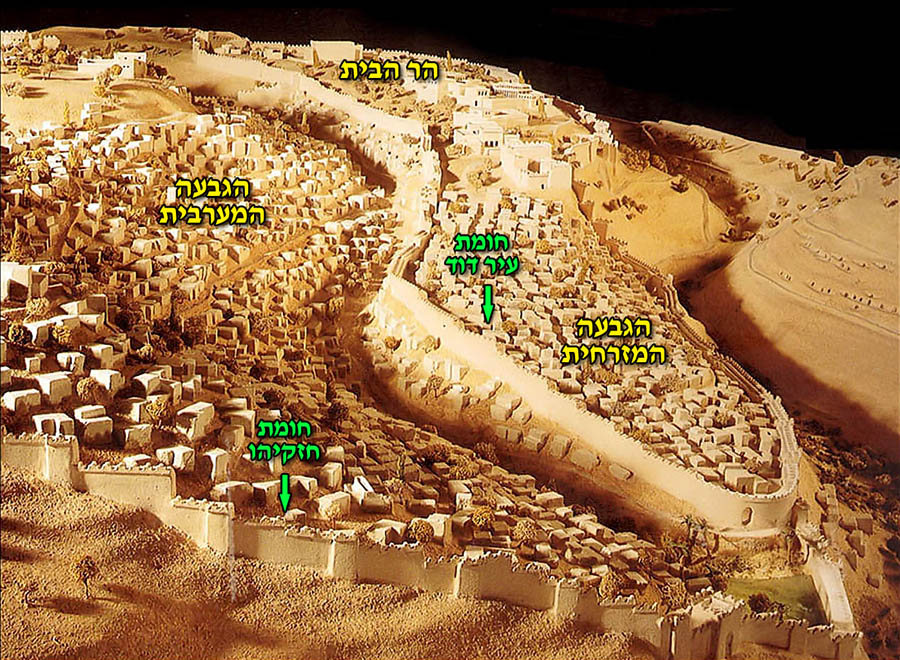 הר הבית
הגבעה
המערבית
חומת
עיר דוד
הגבעה
המזרחית
חומת
חזקיהו